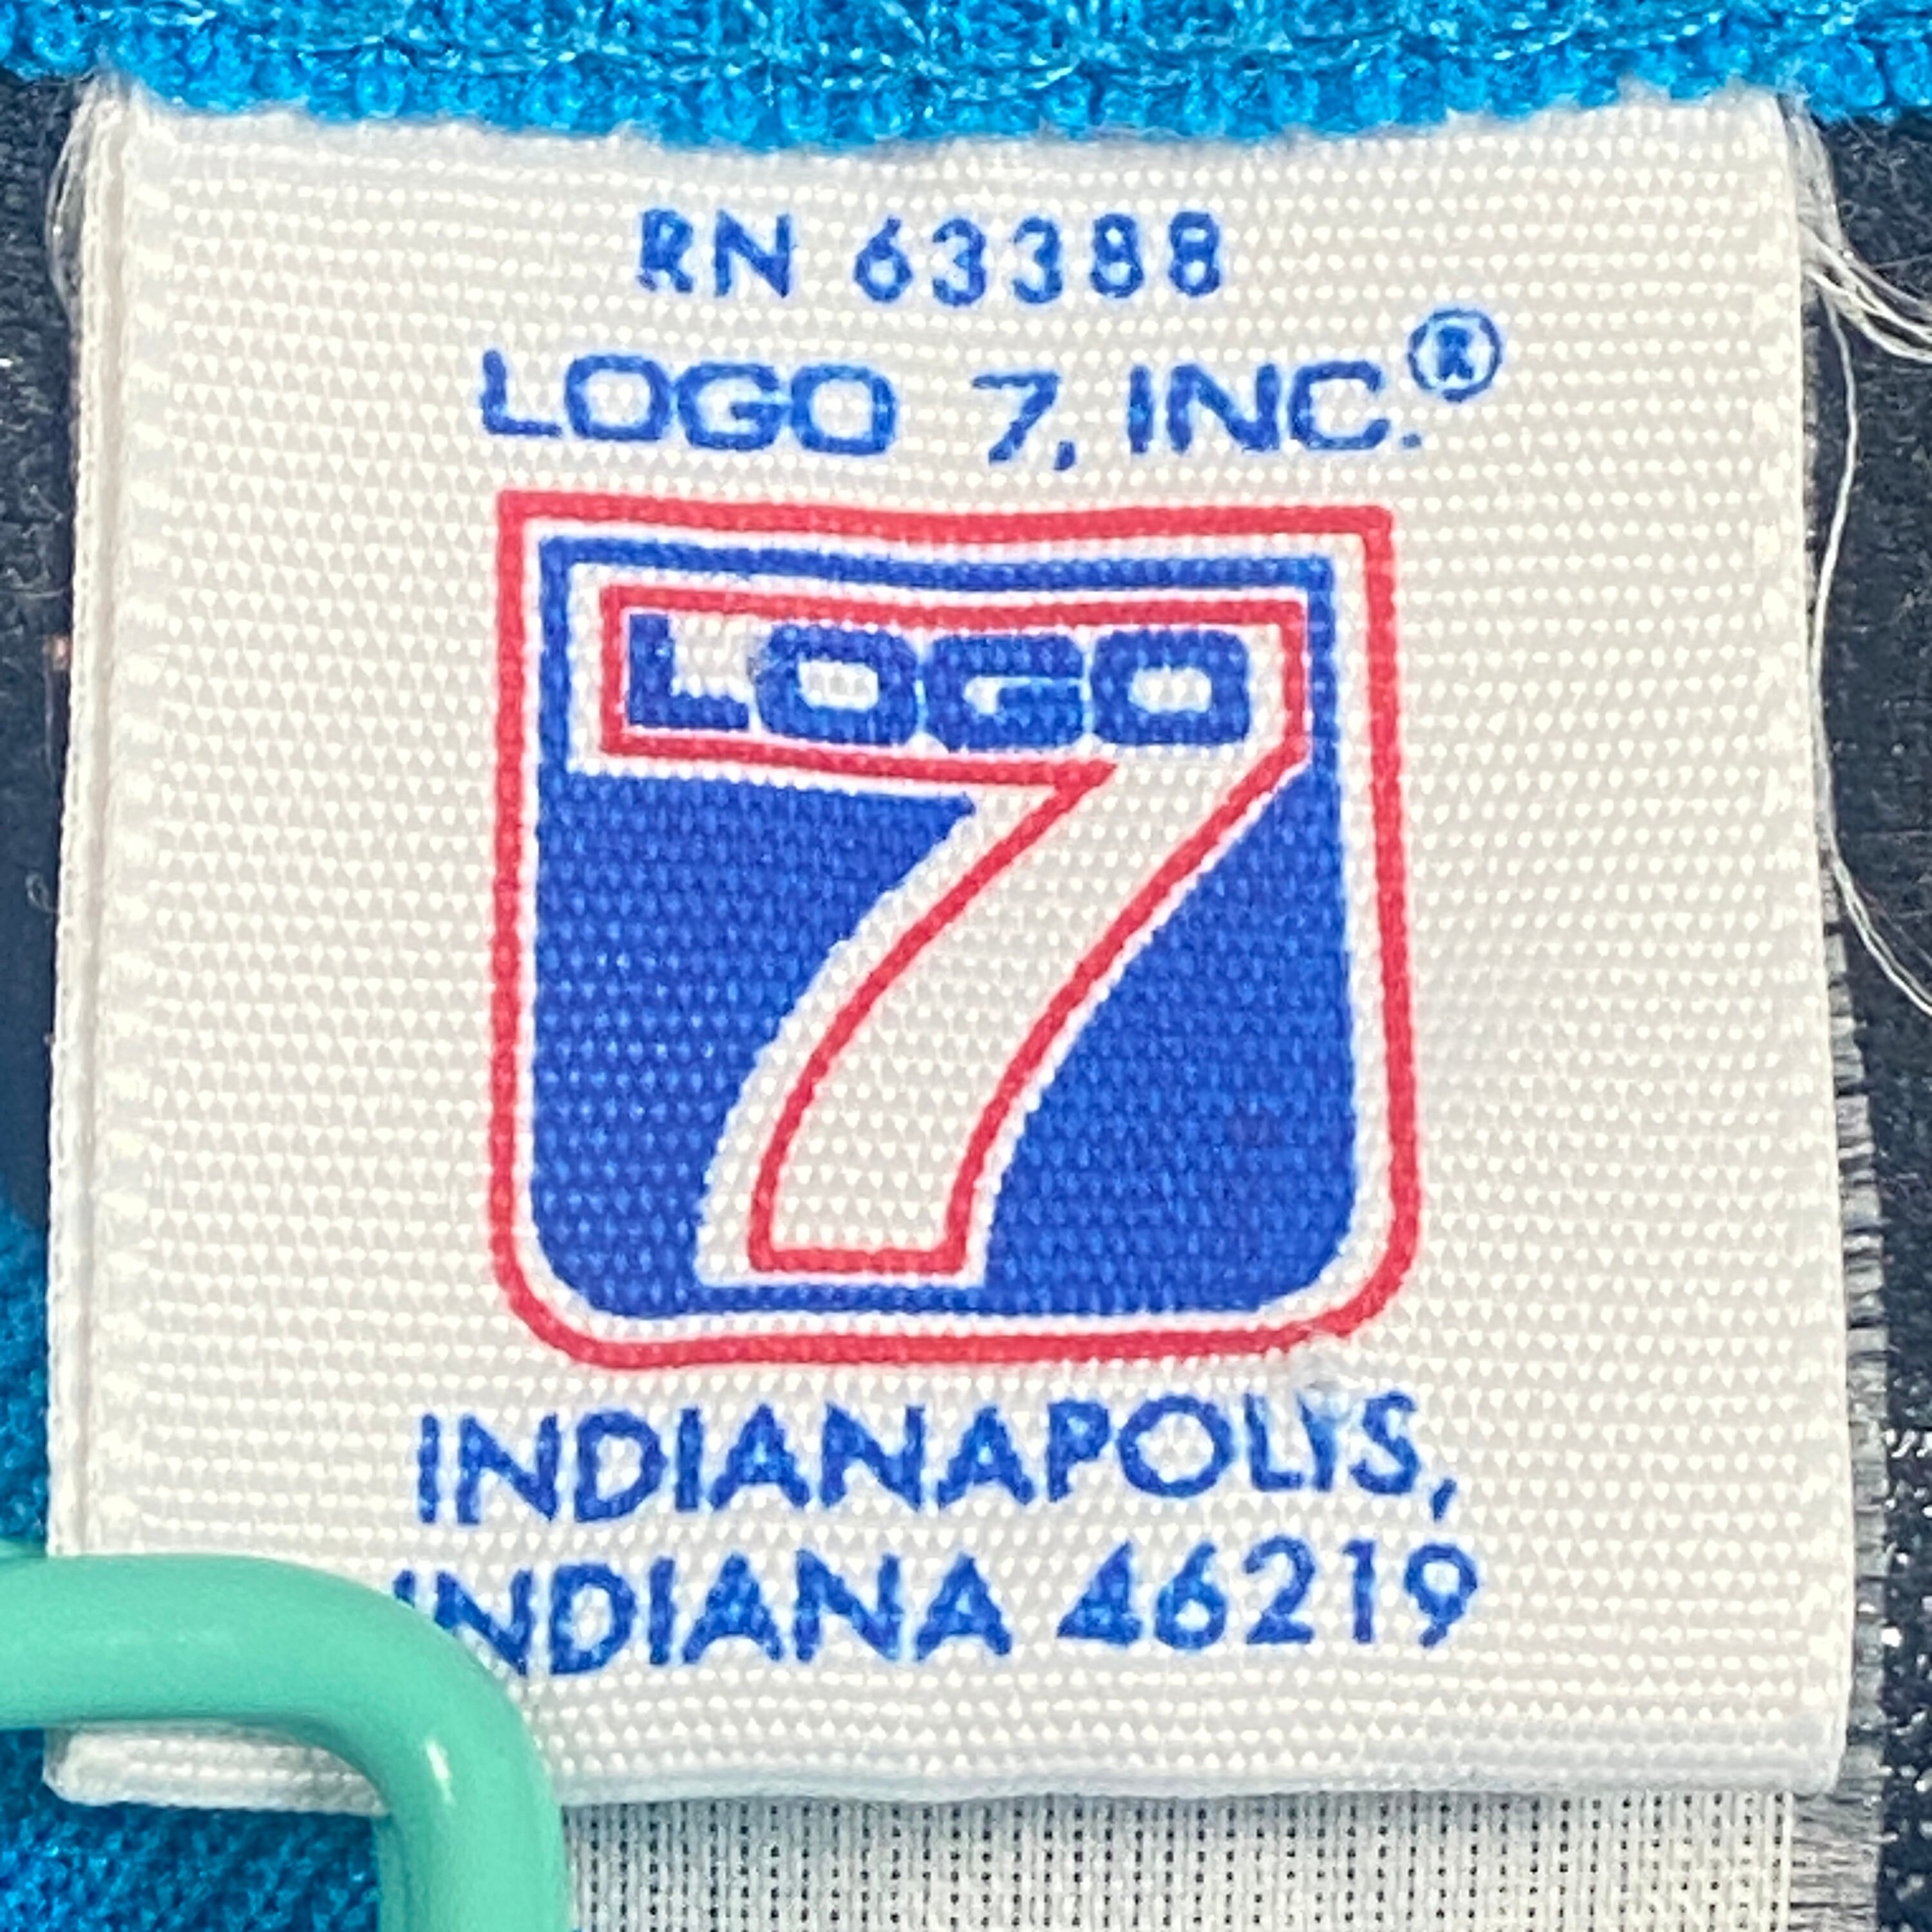 RN 63388
LOGO 7, INC.®
LOGO
7
INDIANAPOLIS,
INDIANA 46219